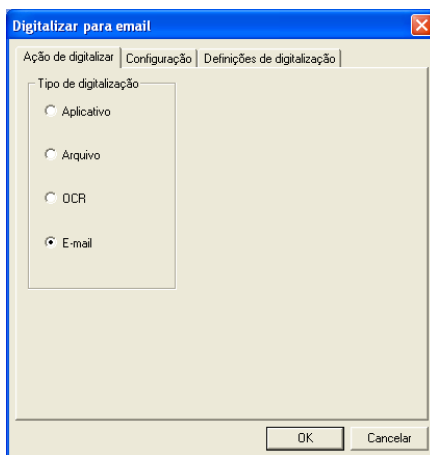 Digitalizar para email
Ação de digitalizar Configuração Definições de digitalização
Tipo de digitalização
Aplicativo
Arquivo
OCR
E-mail
OK Cancelar